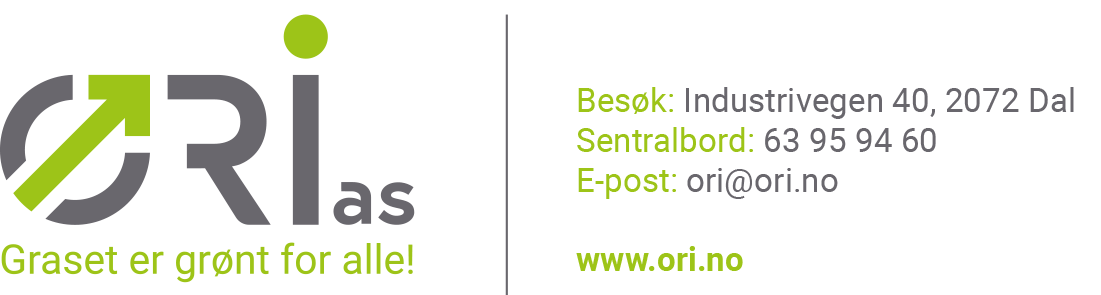 ØRI as
Graset er grønt for alle!
Besøk: Industrivegen 40, 2072 Dal
Sentralbord: 63 95 94 60
E-post: ori@ori.no
www.ori.no